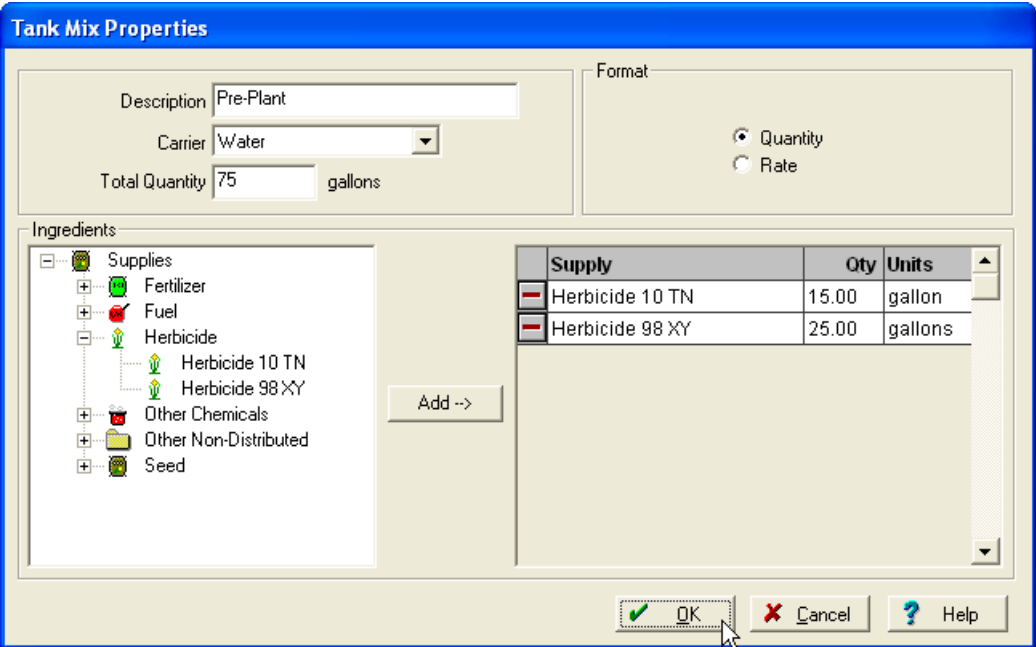 Tank Mix Properties
Description Pre-Plant
Carrier Water
Total Quantity 75 gallons
Format
Quantity
Rate
Ingredients
Supplies
Fertilizer
Fuel
Herbicide
Herbicide 10 TN
Herbicide 98 XY
Other Chemicals
Other Non-Distributed
Seed
Add -->
Supply Qty Units
Herbicide 10 TN 15.00 gallon
Herbicide 98 XY 25.00 gallons
OK Cancel Help